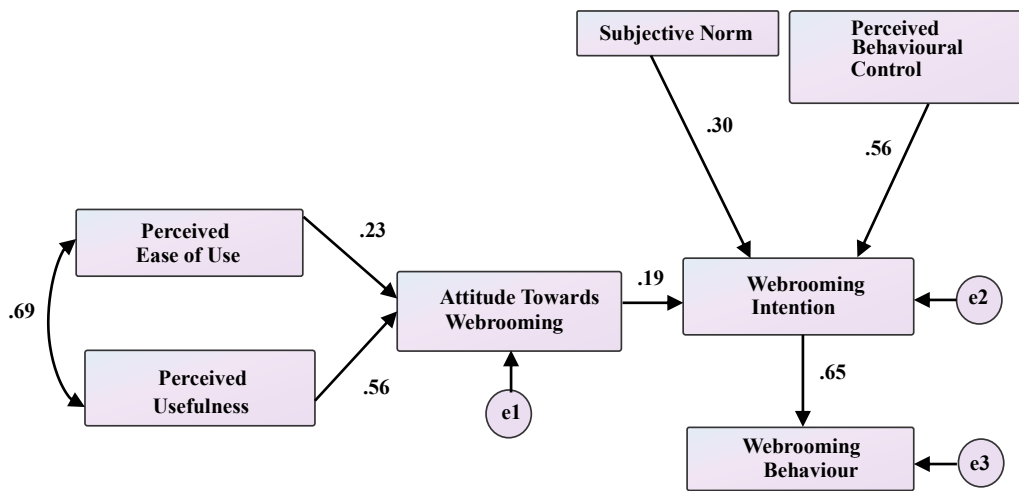 Subjective Norm
Perceived
Behavioural
Control
.30
.56
Perceived
Ease of Use
.23
.69
Attitude Towards
Webrooming
.19
Webrooming
Intention
e2
Perceived
Usefulness
.56
e1
.65
Webrooming
Behaviour
e3